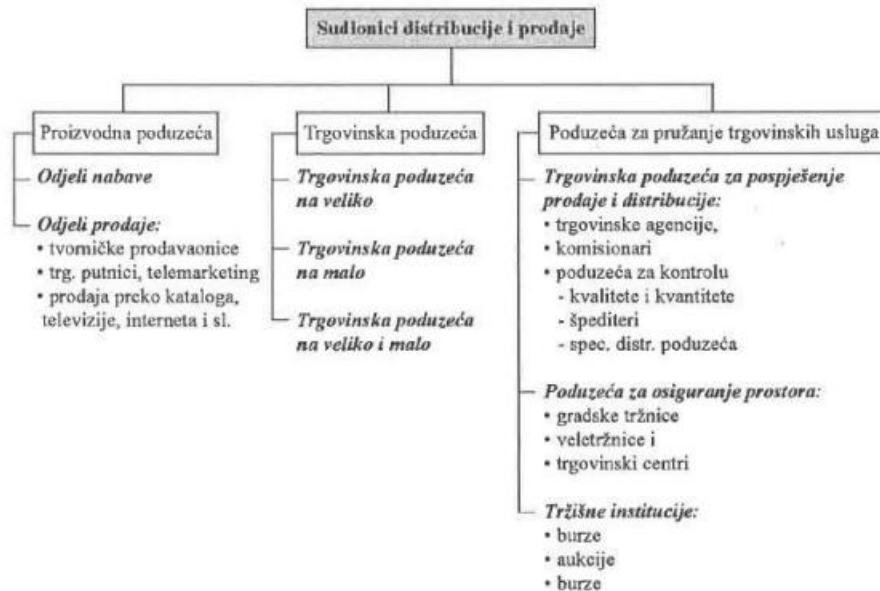 Sudionici distribucije i prodaje
Proizvodna poduzeća
Odjeli nabave
Odjeli prodaje:
• tvorničke prodavaonice
• trg. putnici, telemarketing
• prodaja preko kataloga,
televizije, interneta i sl.
Trgovinska poduzeća
Trgovinska poduzeća
na veliko
Trgovinska poduzeća
na malo
Trgovinska poduzeća
na veliko i malo
Poduzeća za pružanje trgovinskih usluga
Trgovinska poduzeća za pospješenje
prodaje i distribucije:
• trgovinske agencije,
• komisionari
• poduzeća za kontrolu
- kvalitete i kvantitete
- špediteri
- spec. distr. poduzeća
Poduzeća za osiguranje prostora:
• gradske tržnice
• veletržnice i
• trgovinski centri
Tržišne institucije:
• burze
• aukcije
• burze